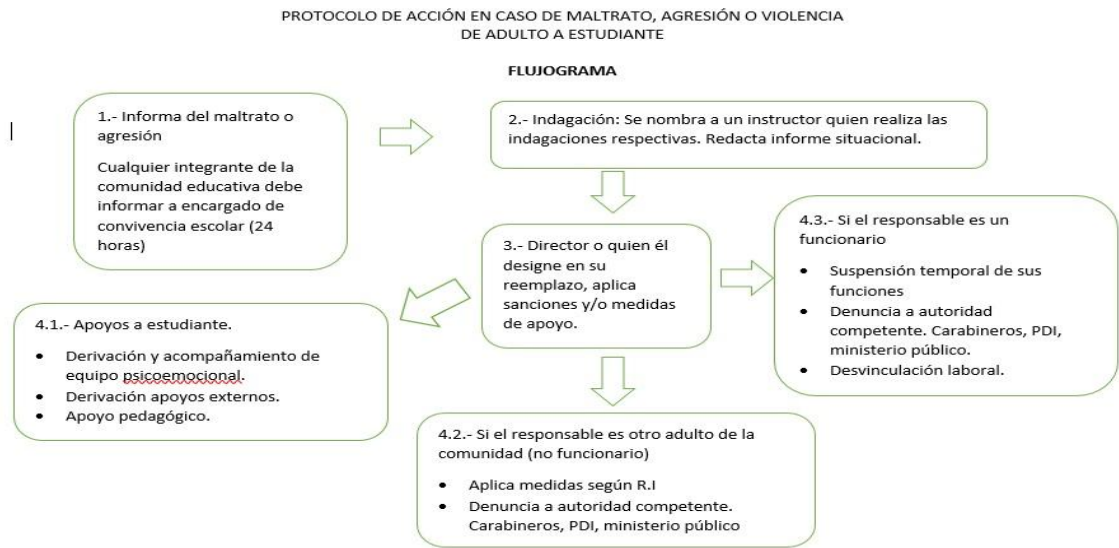 PROTOCOLO DE ACCIÓN EN CASO DE MALTRATO, AGRESIÓN O VIOLENCIA
DE ADULTO A ESTUDIANTE
FLUJOGRAMA
1.- Informa del maltrato o
agresión
Cualquier integrante de la
comunidad educativa debe
informar a encargado de
convivencia escolar (24
horas)
2.- Indagación: Se nombra a un instructor quien realiza las
indagaciones respectivas. Redacta informe situacional.
3.- Director o quien él
designe en su
reemplazo, aplica
sanciones y/o medidas
de apoyo.
4.1.- Apoyos a estudiante.
• Derivación y acompañamiento de
equipo psicoemocional.
• Derivación apoyos externos.
• Apoyo pedagógico.
4.2.- Si el responsable es otro adulto de la
comunidad (no funcionario)
• Aplica medidas según R.I
• Denuncia a autoridad competente.
Carabineros, PDI, ministerio público
4.3.- Si el responsable es un
funcionario
• Suspensión temporal de sus
funciones
• Denuncia a autoridad
competente. Carabineros, PDI,
ministerio público.
• Desvinculación laboral.